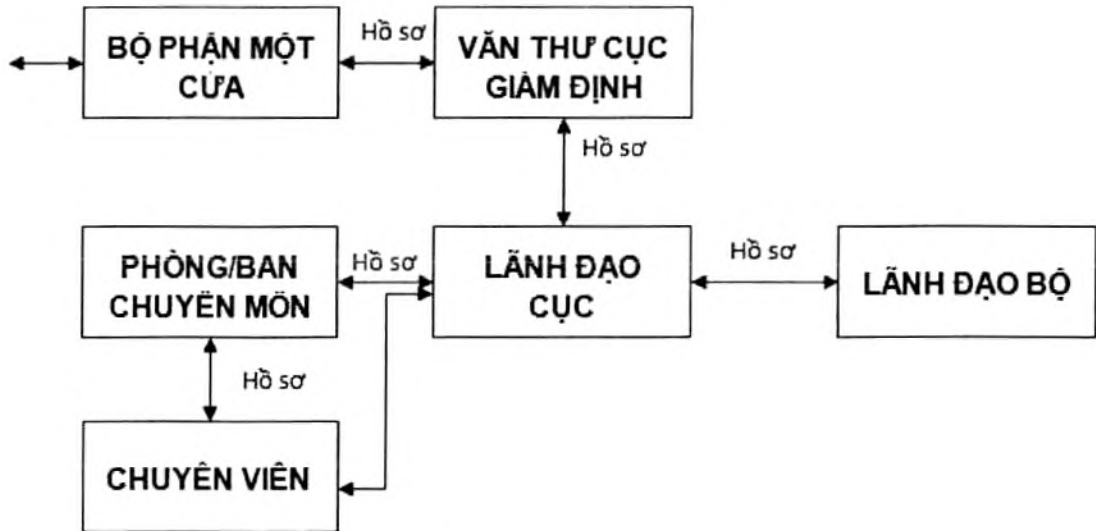 BỘ PHẬN MỘT
CỬA
Hồ sơ
VĂN THƯ CỤC
GIÁM ĐỊNH
Hồ sơ
PHÒNG/BAN
CHUYÊN MÔN
Hồ sơ
LÃNH ĐẠO
CỤC
Hồ sơ
LÃNH ĐẠO BỘ
Hồ sơ
CHUYÊN VIÊN